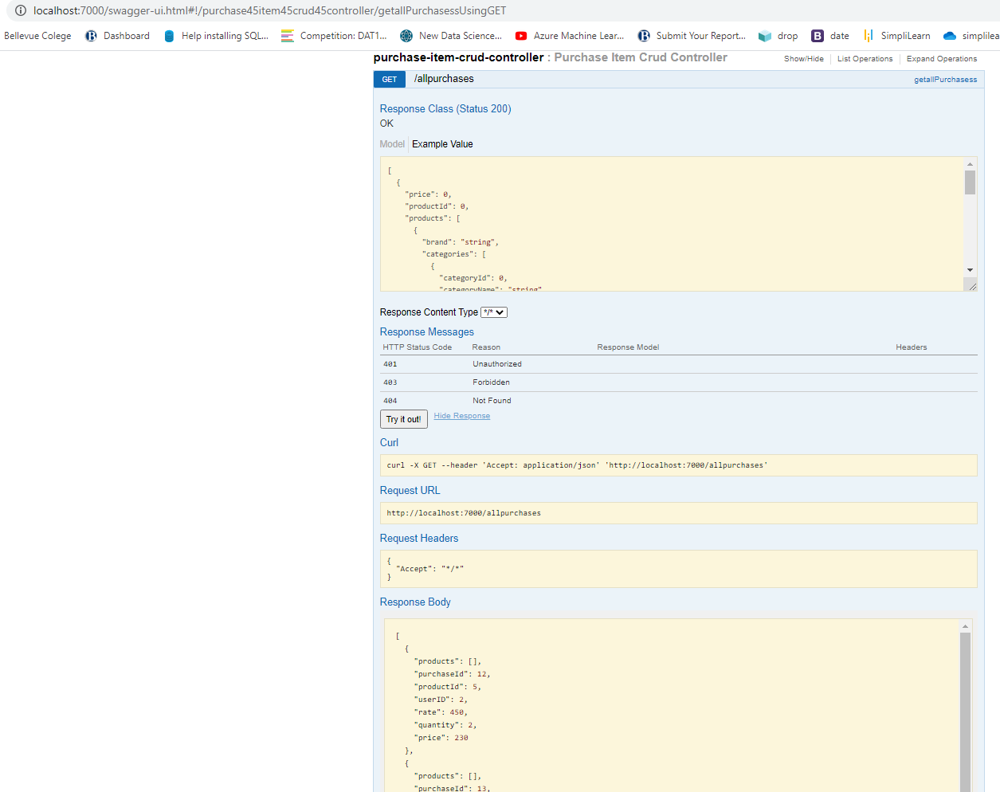 localhost:7000/swagger-ui.html#!/purchase45item45crud45controller/getallPurchasessUsingGET
Bellevue Colege Dashboard Help installing SQL... Competition: DAT1... New Data Science... Azure Machine Lear... Submit Your Report... drop B date SimpliLearn simplilea
purchase-item-crud-controller : Purchase Item Crud Controller Show/Hide List Operations Expand Operations
GET /allpurchases getallPurchasess
Response Class (Status 200)
OK
Model Example Value
[
{
"price": 0,
"productId": 0,
"products": [
{
"brand": "string",
"categories": [
{
"categoryId": 0,
"categoryName": "string"
Response Content Type */*
Response Messages
HTTP Status Code Reason Response Model Headers
401 Unauthorized
403 Forbidden
404 Not Found
Try it out! Hide Response
Curl
curl -X GET --header 'Accept: application/json' 'http://localhost:7000/allpurchases'
Request URL
http://localhost:7000/allpurchases
Request Headers
{
"Accept": "*/*"
}
Response Body
[
{
"products": [],
"purchaseId": 12,
"productId": 5,
"userID": 2,
"rate": 450,
"quantity": 2,
"price": 230
},
{
"products": [],
"purchaseId": 13,